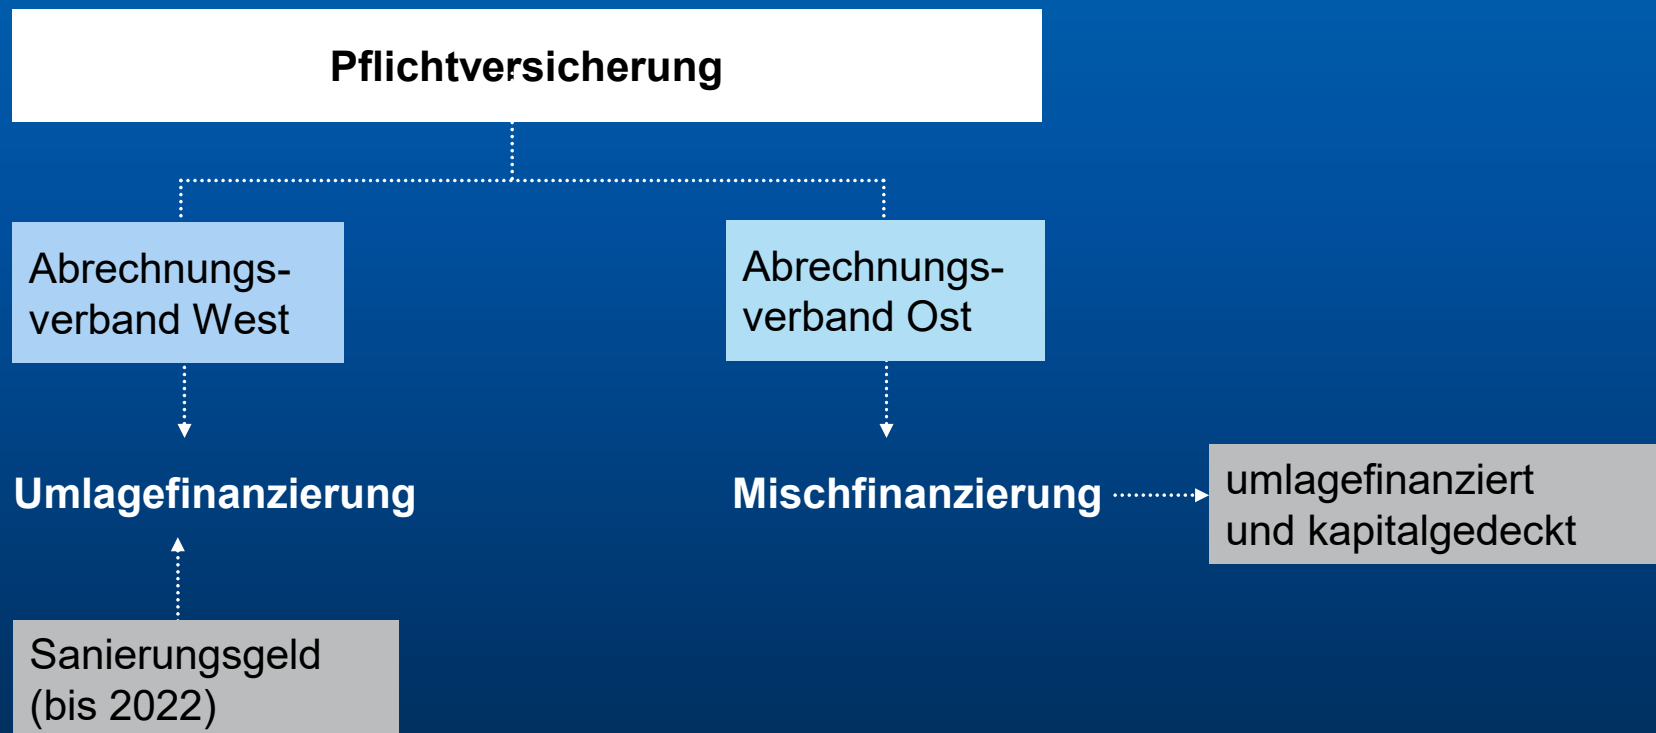 Pflichtversicherung
Abrechnungs-
verband West
Abrechnungs-
verband Ost
Umlagefinanzierung
Mischfinanzierung
umlagefinanziert
und kapitalgedeckt
Sanierungsgeld
(bis 2022)